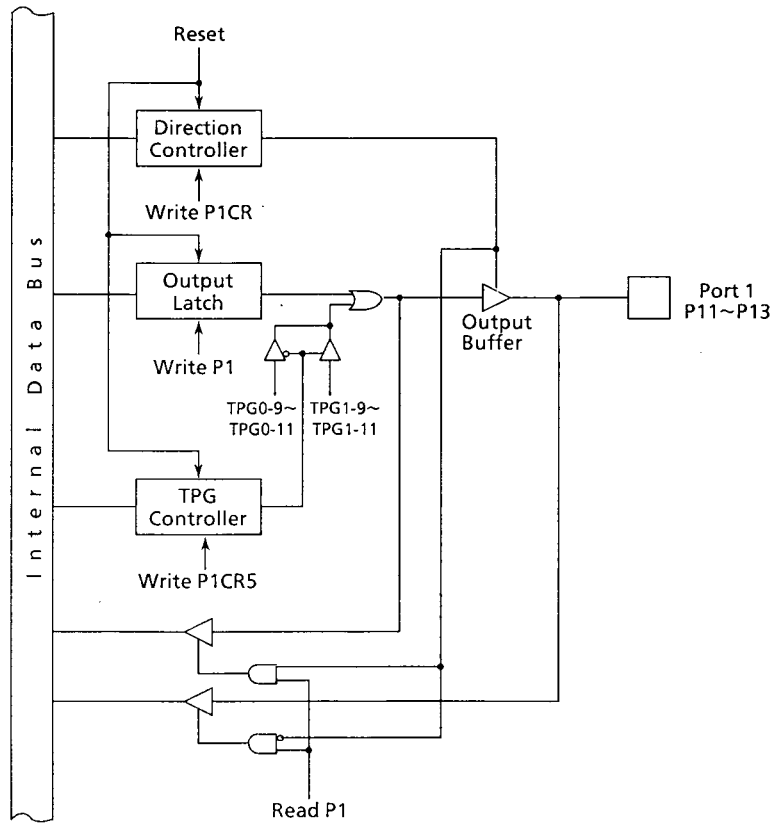 Reset
Direction
Controller
Write P1CR
Internal Data Bus
Output
Latch
Write P1
Output
Buffer
Port 1
P11~P13
TPG0-9~
TPG0-11
TPG1-9~
TPG1-11
TPG
Controller
Write P1CR5
Read P1